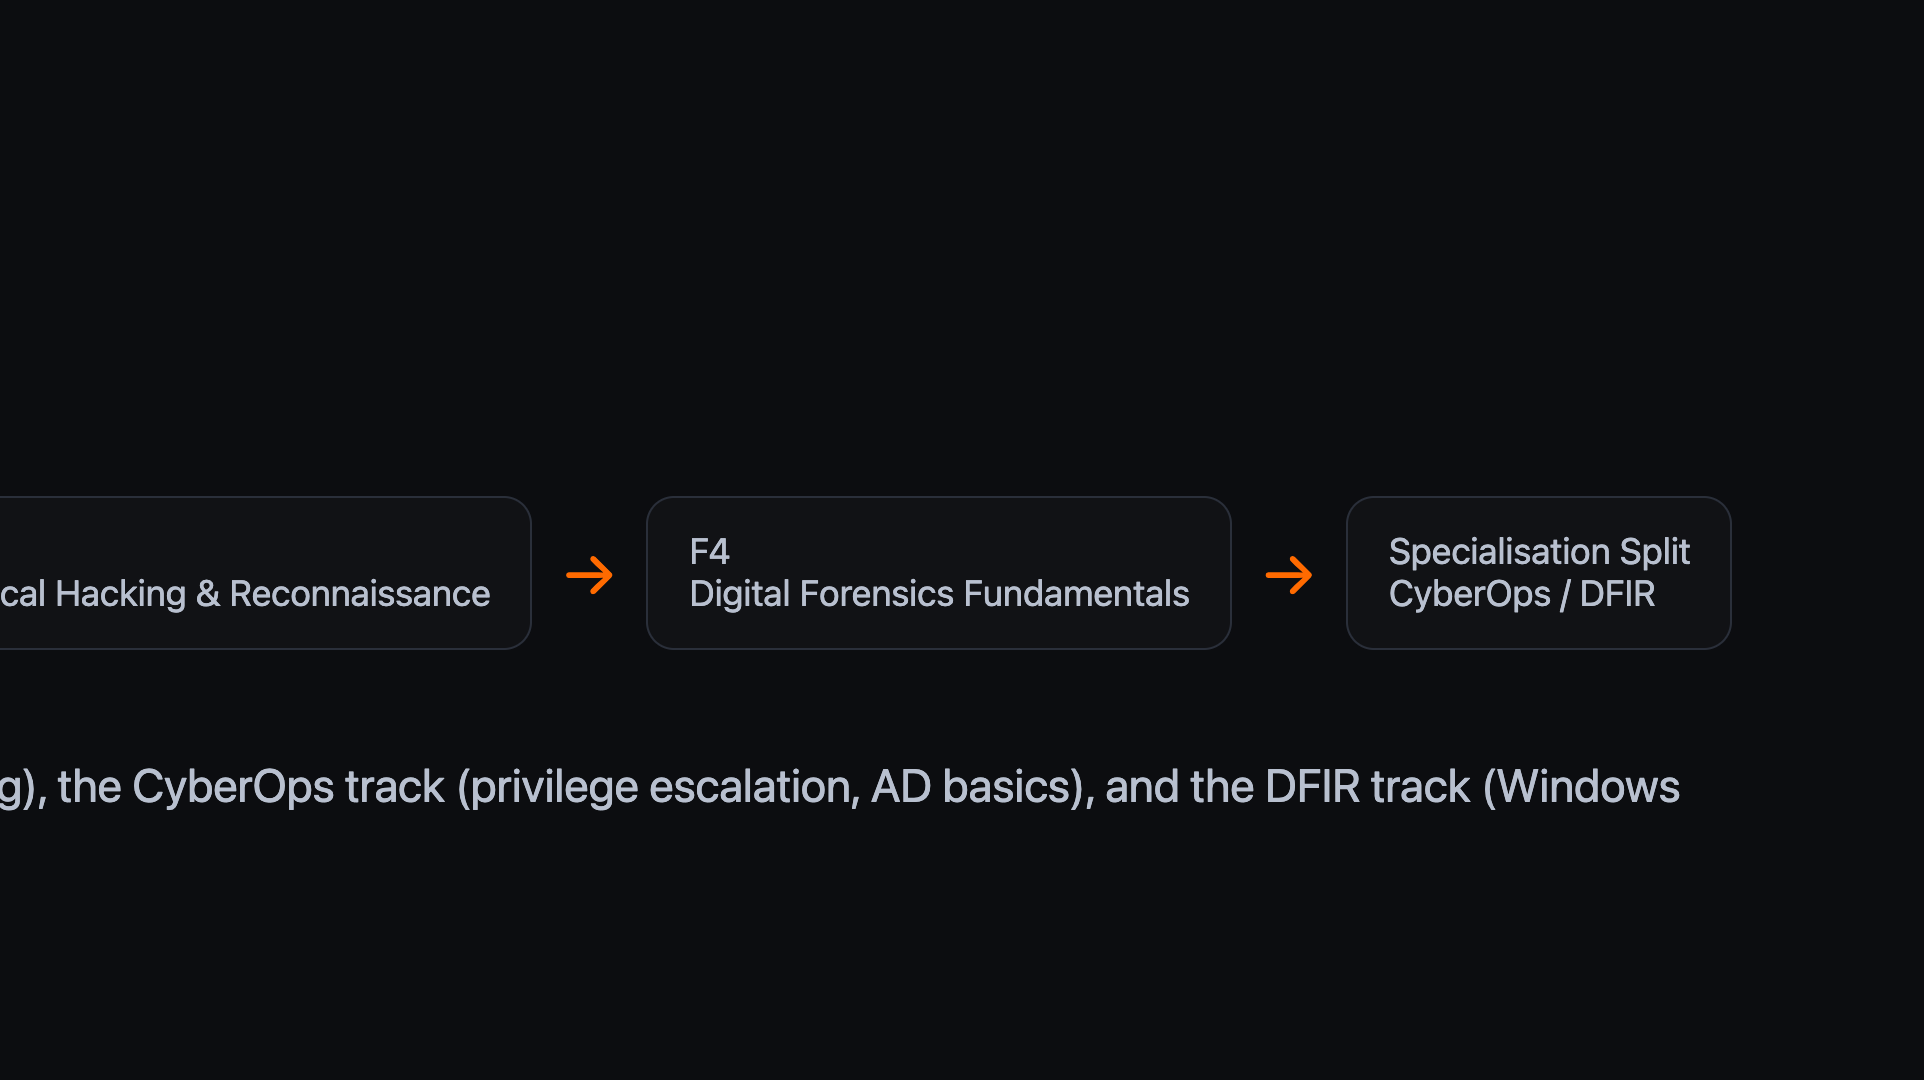 cal Hacking & Reconnaissance
F4
Digital Forensics Fundamentals
Specialisation Split
CyberOps / DFIR
g), the CyberOps track (privilege escalation, AD basics), and the DFIR track (Windows